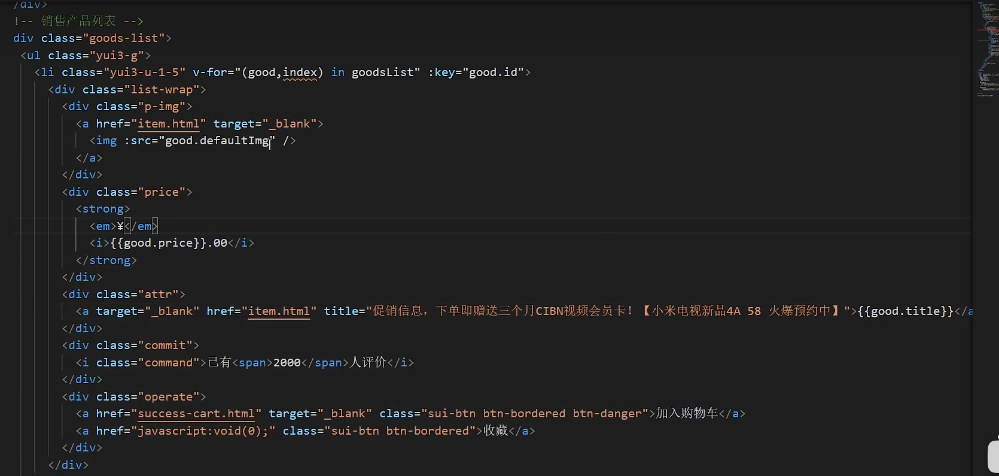 /div>
!-- 销售产品列表 -->
div class="goods-list">
<ul class="yui3-g">
<li class="yui3-u-1-5" v-for="(good,index) in goodsList" :key="good.id">
<div class="list-wrap">
<div class="p-img">
<a href="item.html" target="_blank">
<img :src="good.defaultImg" />
</a>
</div>
<div class="price">
<strong>
<em>¥</em>
<i>{{good.price}}.00</i>
</strong>
</div>
<div class="attr">
<a target="_blank" href="item.html" title="促销信息，下单即赠送三个月CIBN视频会员卡！【小米电视新品4A 58 火爆预约中】">{{good.title}}</a
</div>
<div class="commit">
<i class="command">已有<span>2000</span>人评价</i>
</div>
<div class="operate">
<a href="success-cart.html" target="_blank" class="sui-btn btn-bordered btn-danger">加入购物车</a>
<a href="javascript:void(0);" class="sui-btn btn-bordered">收藏</a>
</div>
</div>